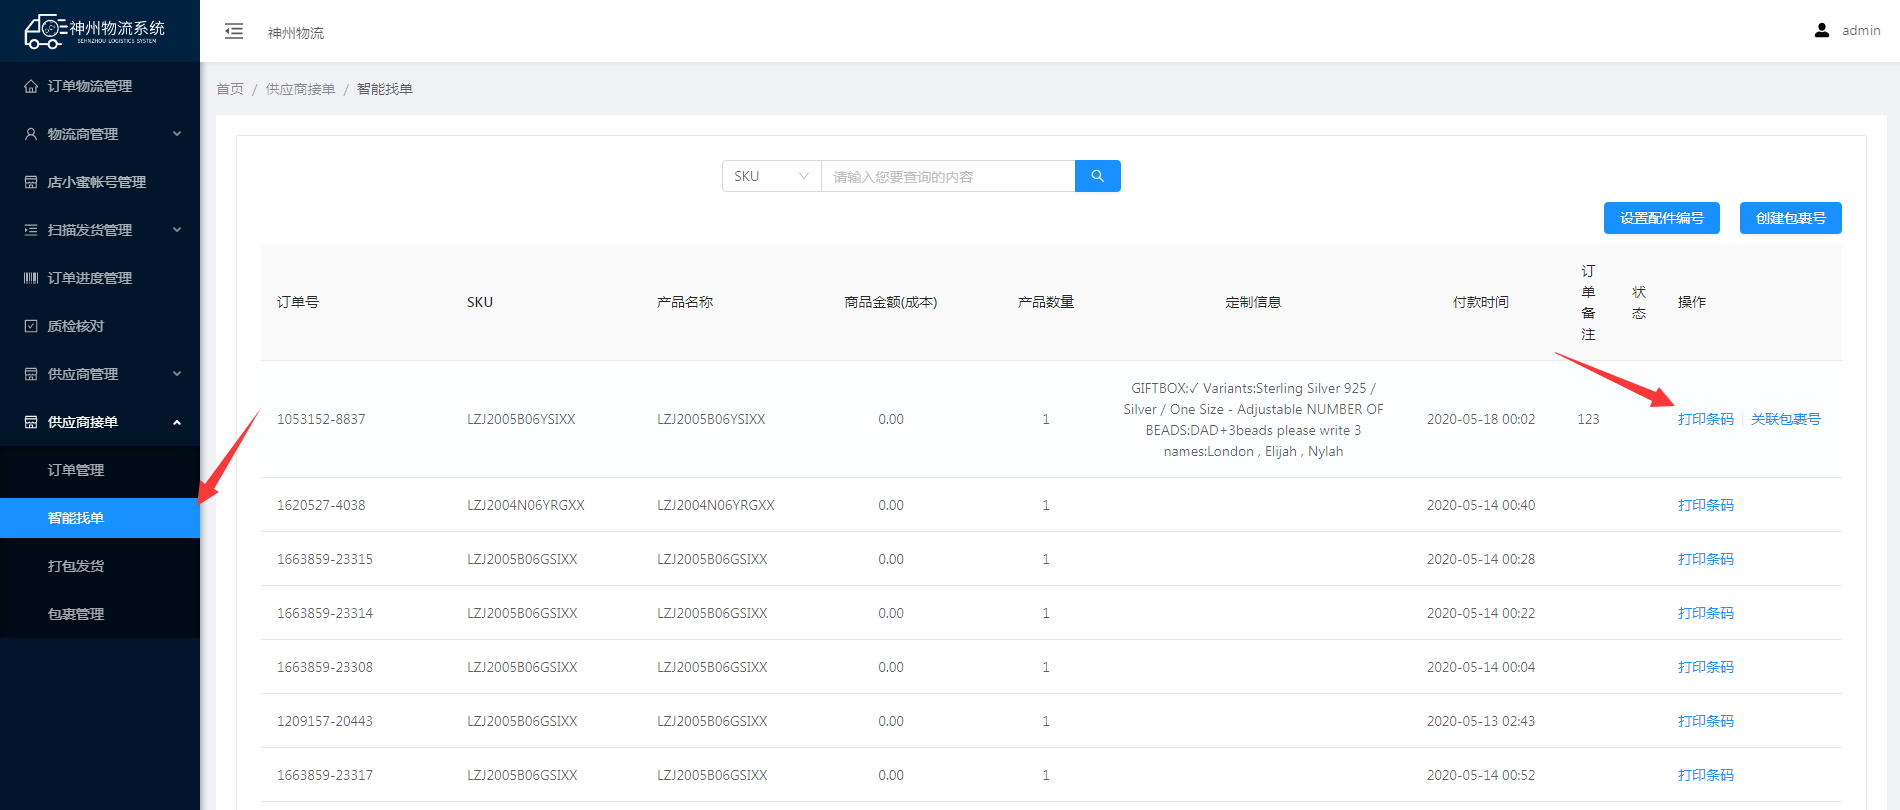 神州物流系统
SEHNZHOU LOGISTICS SYSTEM
神州物流
admin
订单物流管理
物流商管理
店小蜜帐号管理
扫描发货管理
订单进度管理
质检核对
供应商管理
供应商接单
订单管理
智能找单
打包发货
包裹管理
首页 / 供应商接单 / 智能找单
SKU 请输入您要查询的内容
设置配件编号 创建包裹号
订单号 SKU 产品名称 商品金额(成本) 产品数量 定制信息 付款时间 订单备注 状态 操作
GIFTBOX:✓ Variants:Sterling Silver 925 /
Silver / One Size - Adjustable NUMBER OF
1053152-8837 LZJ2005B06YSIXX LZJ2005B06YSIXX 0.00 1 2020-05-18 00:02 123 打印条码 关联包裹号
BEADS:DAD+3beads please write 3
names:London , Elijah , Nylah
1620527-4038 LZJ2004N06YRGXX LZJ2004N06YRGXX 0.00 1 2020-05-14 00:40 打印条码
1663859-23315 LZJ2005B06GSIXX LZJ2005B06GSIXX 0.00 1 2020-05-14 00:28 打印条码
1663859-23314 LZJ2005B06GSIXX LZJ2005B06GSIXX 0.00 1 2020-05-14 00:22 打印条码
1663859-23308 LZJ2005B06GSIXX LZJ2005B06GSIXX 0.00 1 2020-05-14 00:04 打印条码
1209157-20443 LZJ2005B06GSIXX LZJ2005B06GSIXX 0.00 1 2020-05-13 02:43 打印条码
1663859-23317 LZJ2005B06GSIXX LZJ2005B06GSIXX 0.00 1 2020-05-14 00:52 打印条码